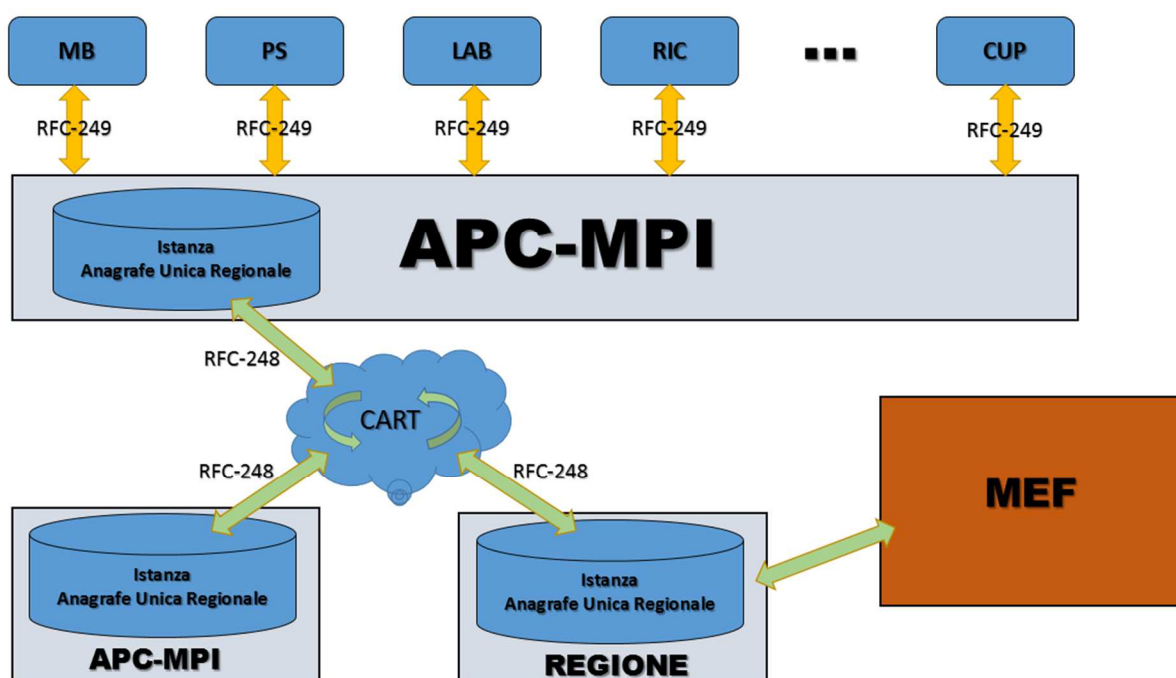 MB
PS
LAB
RIC
...
CUP
RFC-249
RFC-249
RFC-249
RFC-249
RFC-249
Istanza
Anagrafe Unica Regionale
APC-MPI
RFC-248
CART
RFC-248
RFC-248
MEF
Istanza
Anagrafe Unica Regionale
APC-MPI
Istanza
Anagrafe Unica Regionale
REGIONE